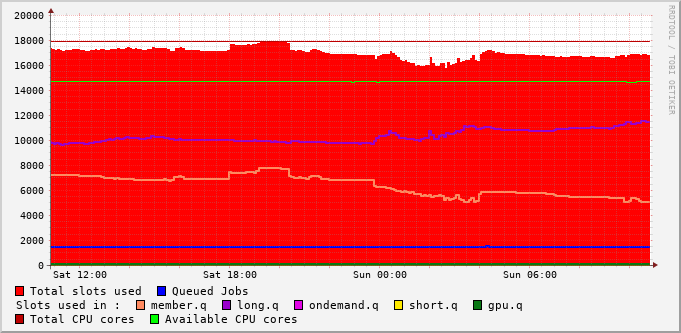 20000
18000
16000
14000
12000
10000
8000
6000
4000
2000
0
Sat 12:00 Sat 18:00 Sun 00:00 Sun 06:00
RRDTOOL / TOBI OETIKER
Total slots used Queued Jobs
Slots used in : member.q long.q ondemand.q short.q gpu.q
Total CPU cores Available CPU cores